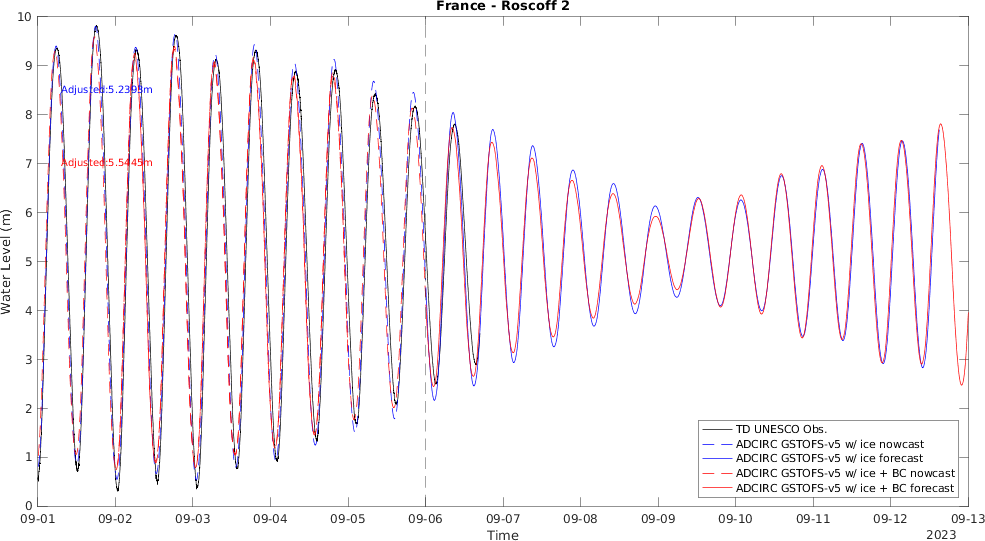 France - Roscoff 2
10
9
8
7
6
5
4
3
2
1
0
Water Level (m)
Adjusted:5.2393m
Adjusted:5.5445m
TD UNESCO Obs.
ADCIRC GSTOFS-v5 w/ ice nowcast
ADCIRC GSTOFS-v5 w/ ice forecast
ADCIRC GSTOFS-v5 w/ ice + BC nowcast
ADCIRC GSTOFS-v5 w/ ice + BC forecast
09-01 09-02 09-03 09-04 09-05 09-06 09-07 09-08 09-09 09-10 09-11 09-12 09-13
Time
2023